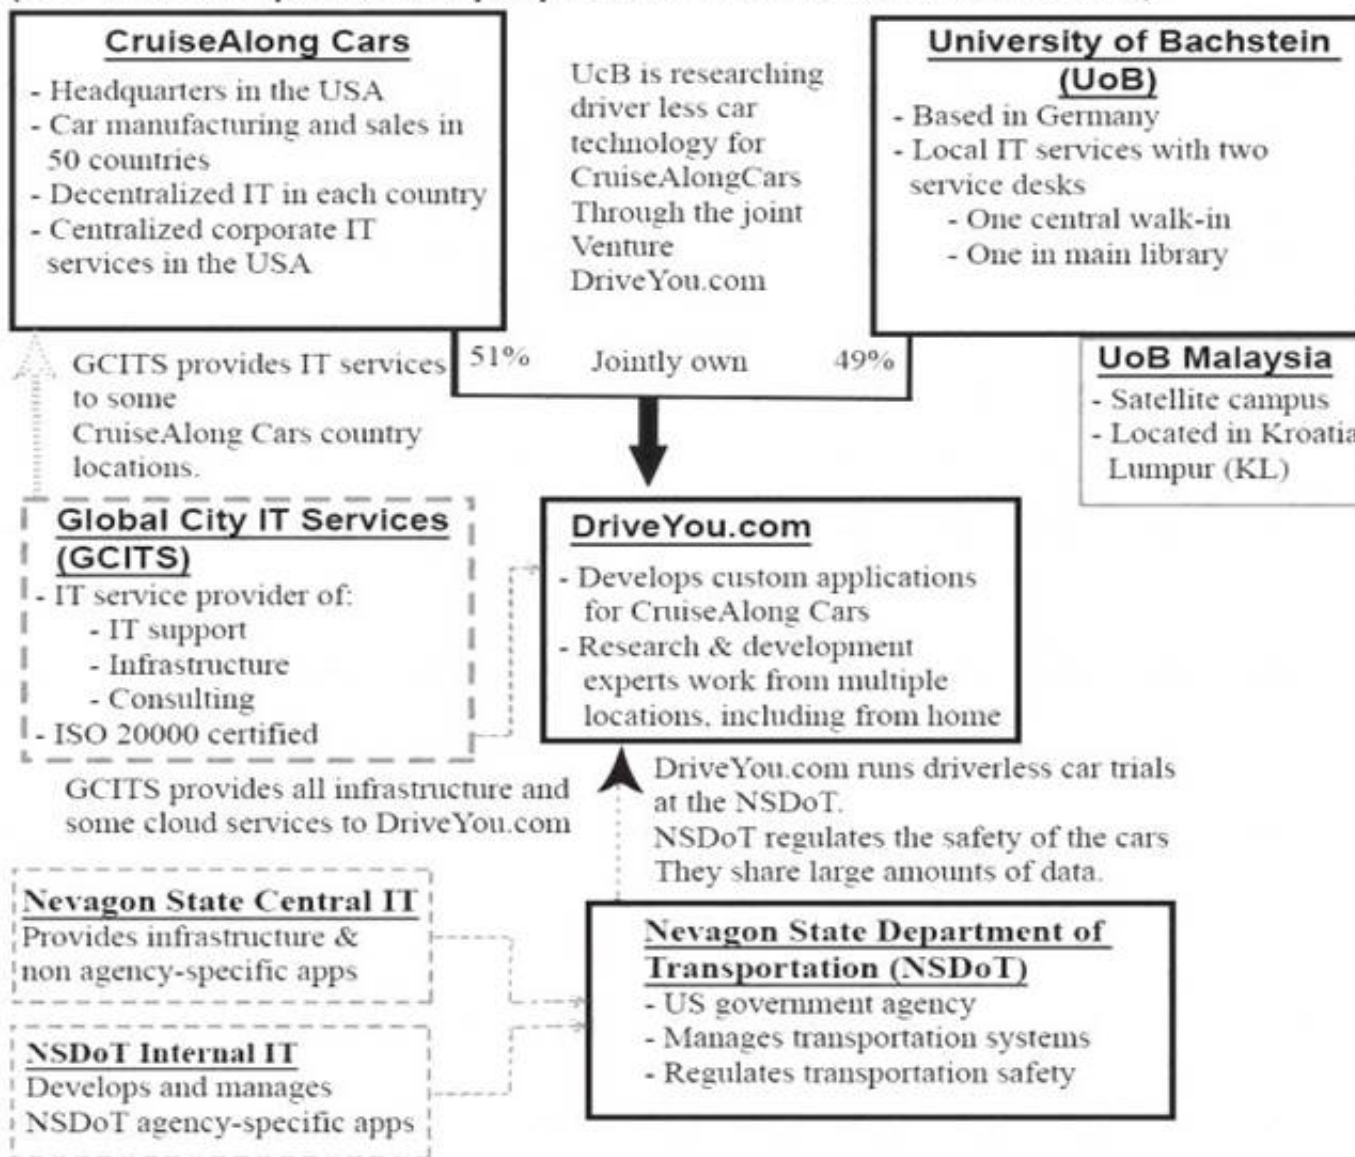 CruiseAlong Cars
- Headquarters in the USA
- Car manufacturing and sales in
50 countries
- Decentralized IT in each country
- Centralized corporate IT
services in the USA
UcB is researching
driver less car
technology for
CruiseAlongCars
Through the joint
Venture
DriveYou.com
University of Bachstein
(UoB)
- Based in Germany
- Local IT services with two
service desks
- One central walk-in
- One in main library
51% Jointly own 49%
UoB Malaysia
- Satellite campus
- Located in Kroatia
Lumpur (KL)
GCITS provides IT services
to some
CruiseAlong Cars country
locations.
Global City IT Services
(GCITS)
- IT service provider of:
- IT support
- Infrastructure
- Consulting
- ISO 20000 certified
DriveYou.com
- Develops custom applications
for CruiseAlong Cars
- Research & development
experts work from multiple
locations, including from home
GCITS provides all infrastructure and
some cloud services to DriveYou.com
DriveYou.com runs driverless car trials
at the NSDoT.
NSDoT regulates the safety of the cars
They share large amounts of data.
Nevagon State Central IT
Provides infrastructure &
non agency-specific apps
NSDoT Internal IT
Develops and manages
NSDoT agency-specific apps
Nevagon State Department of
Transportation (NSDoT)
- US government agency
- Manages transportation systems
- Regulates transportation safety